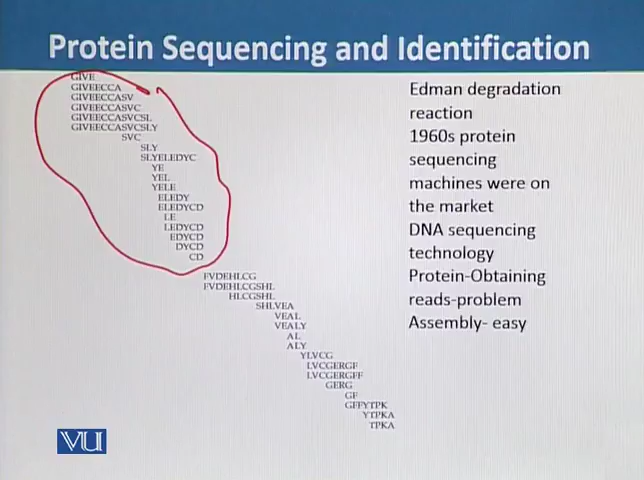 Protein Sequencing and Identification
GIVE
GIVEECCA
GIVEECCASV
GIVEECCASVC
GIVEECCASVCSL
GIVEECCASVCSLY
SVC
SLY
SLYELEDYC
YE
YEL
YELE
ELEDY
ELEDYCD
LE
LEDYCD
EDYCD
DYCD
CD
FVDEHLCG
FVDEHLCGSHL
HLCGSHL
SHLVEA
VEAL
VEALY
AL
ALY
YLVCG
LVCGERGF
LVCGERGFF
GERG
GF
GFFYTPK
YTPKA
TPKA
Edman degradation
reaction
1960s protein
sequencing
machines were on
the market
DNA sequencing
technology
Protein-Obtaining
reads-problem
Assembly- easy
VU